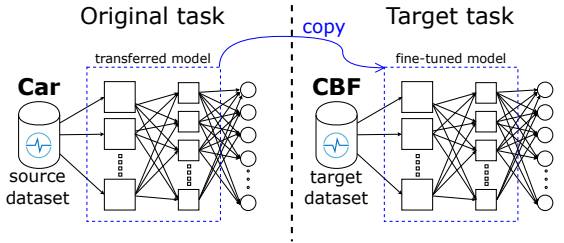 Original task
Target task
copy
transferred model
fine-tuned model
Car
CBF
source
dataset
target
dataset